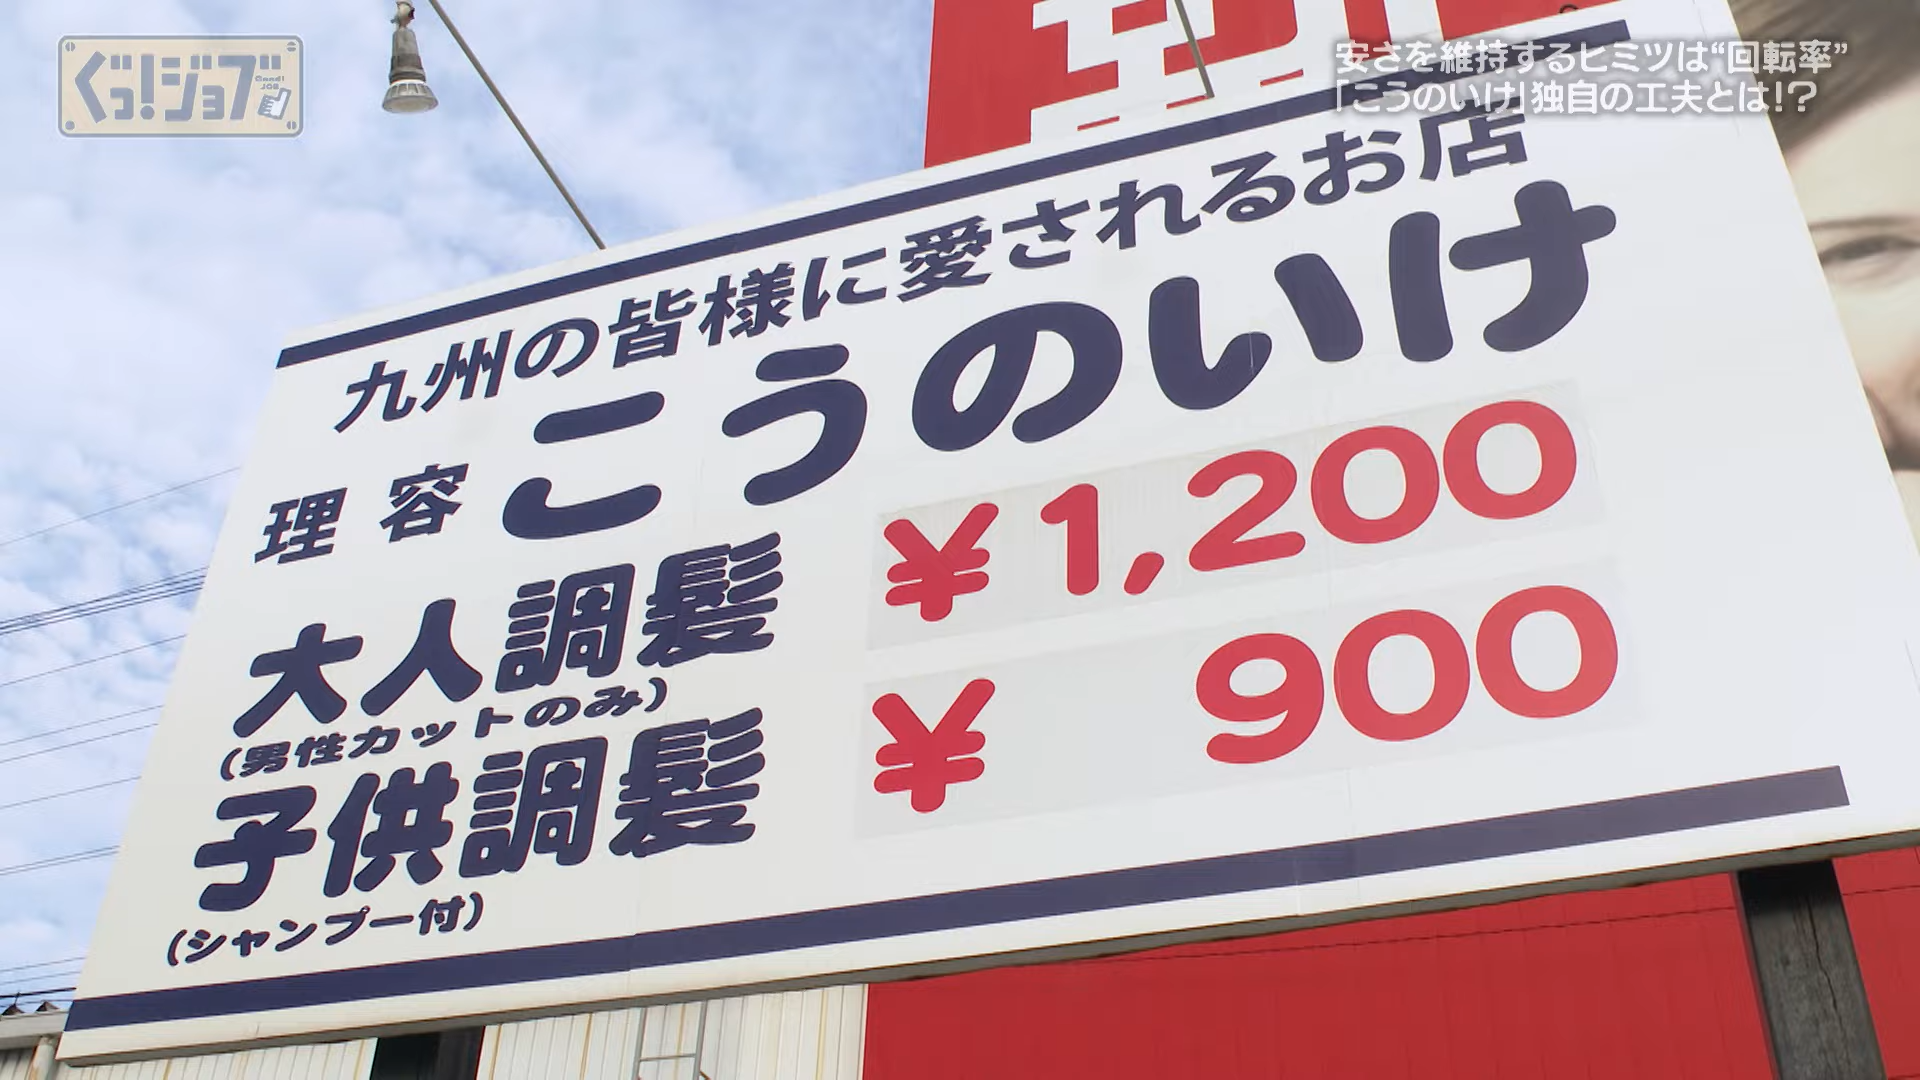 ぐっ!ジョブ
Good! JOB
安さを維持するヒミツは“回転率”
「こうのいけ」独自の工夫とは!?
九州の皆様に愛されるお店
理容 こうのいけ
大人調髪 ¥1,200
(男性カットのみ)
子供調髪 ¥ 900
(シャンプー付)